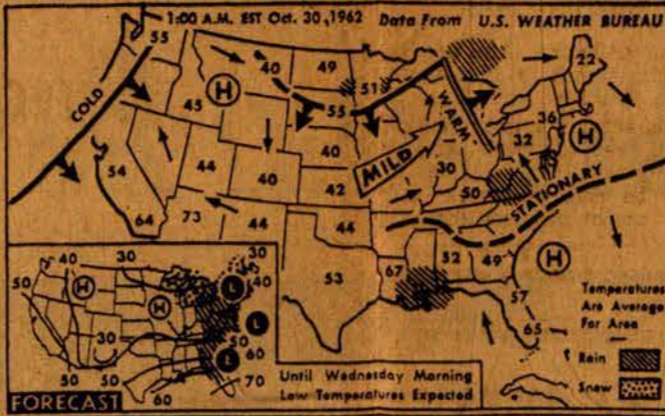 1:00 A.M. EST Oct. 30, 1962 Data From U.S. WEATHER BUREAU
55
COLD
40
49
51
55
22
45
H
WARM
36
H
32
54
44
40
40
42
MILD
30
50
STATIONARY
64
73
44
44
53
67
52
49
H
57
65
Temperatures
Are Average
For Area
Rain
Snow
40
30
30
50
H
H
L
40
L
30
50
L
60
50
50
60
70
FORECAST
Until Wednesday Morning
Low Temperatures Expected